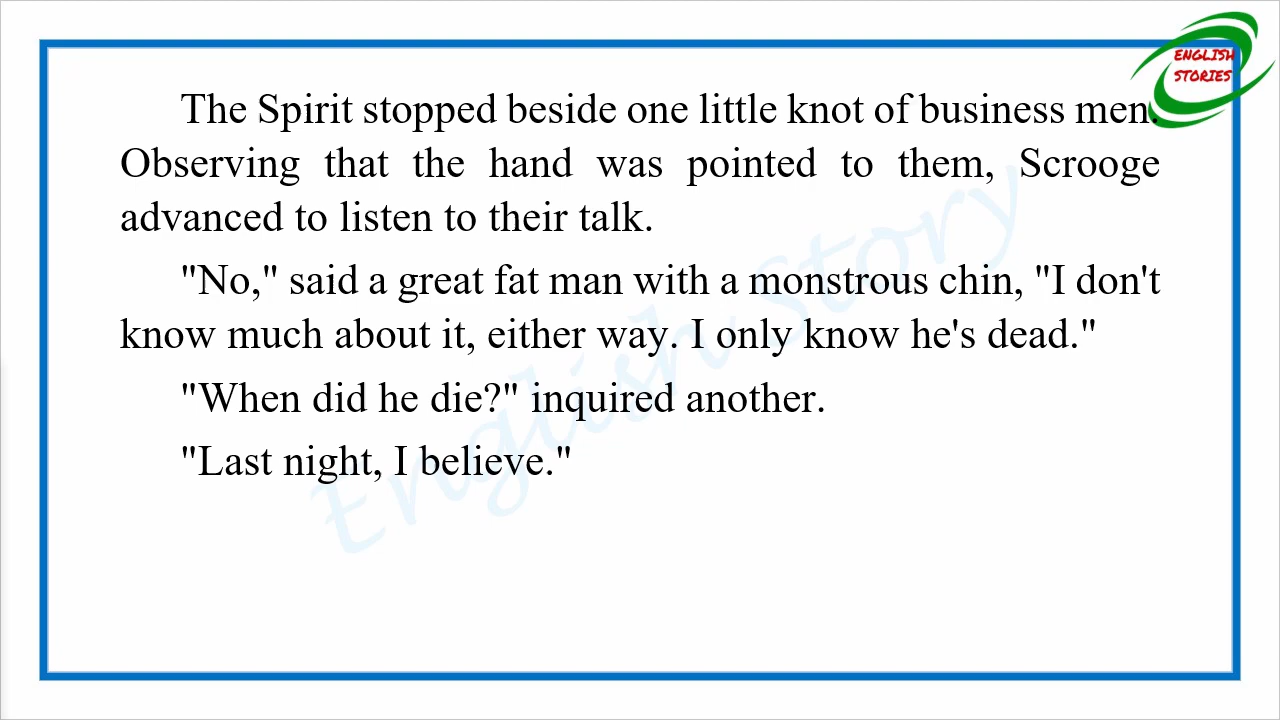 ENGLISH
STORIES
The Spirit stopped beside one little knot of business men.
Observing that the hand was pointed to them, Scrooge
advanced to listen to their talk.
"No," said a great fat man with a monstrous chin, "I don't
know much about it, either way. I only know he's dead."
"When did he die?" inquired another.
"Last night, I believe."
English Story